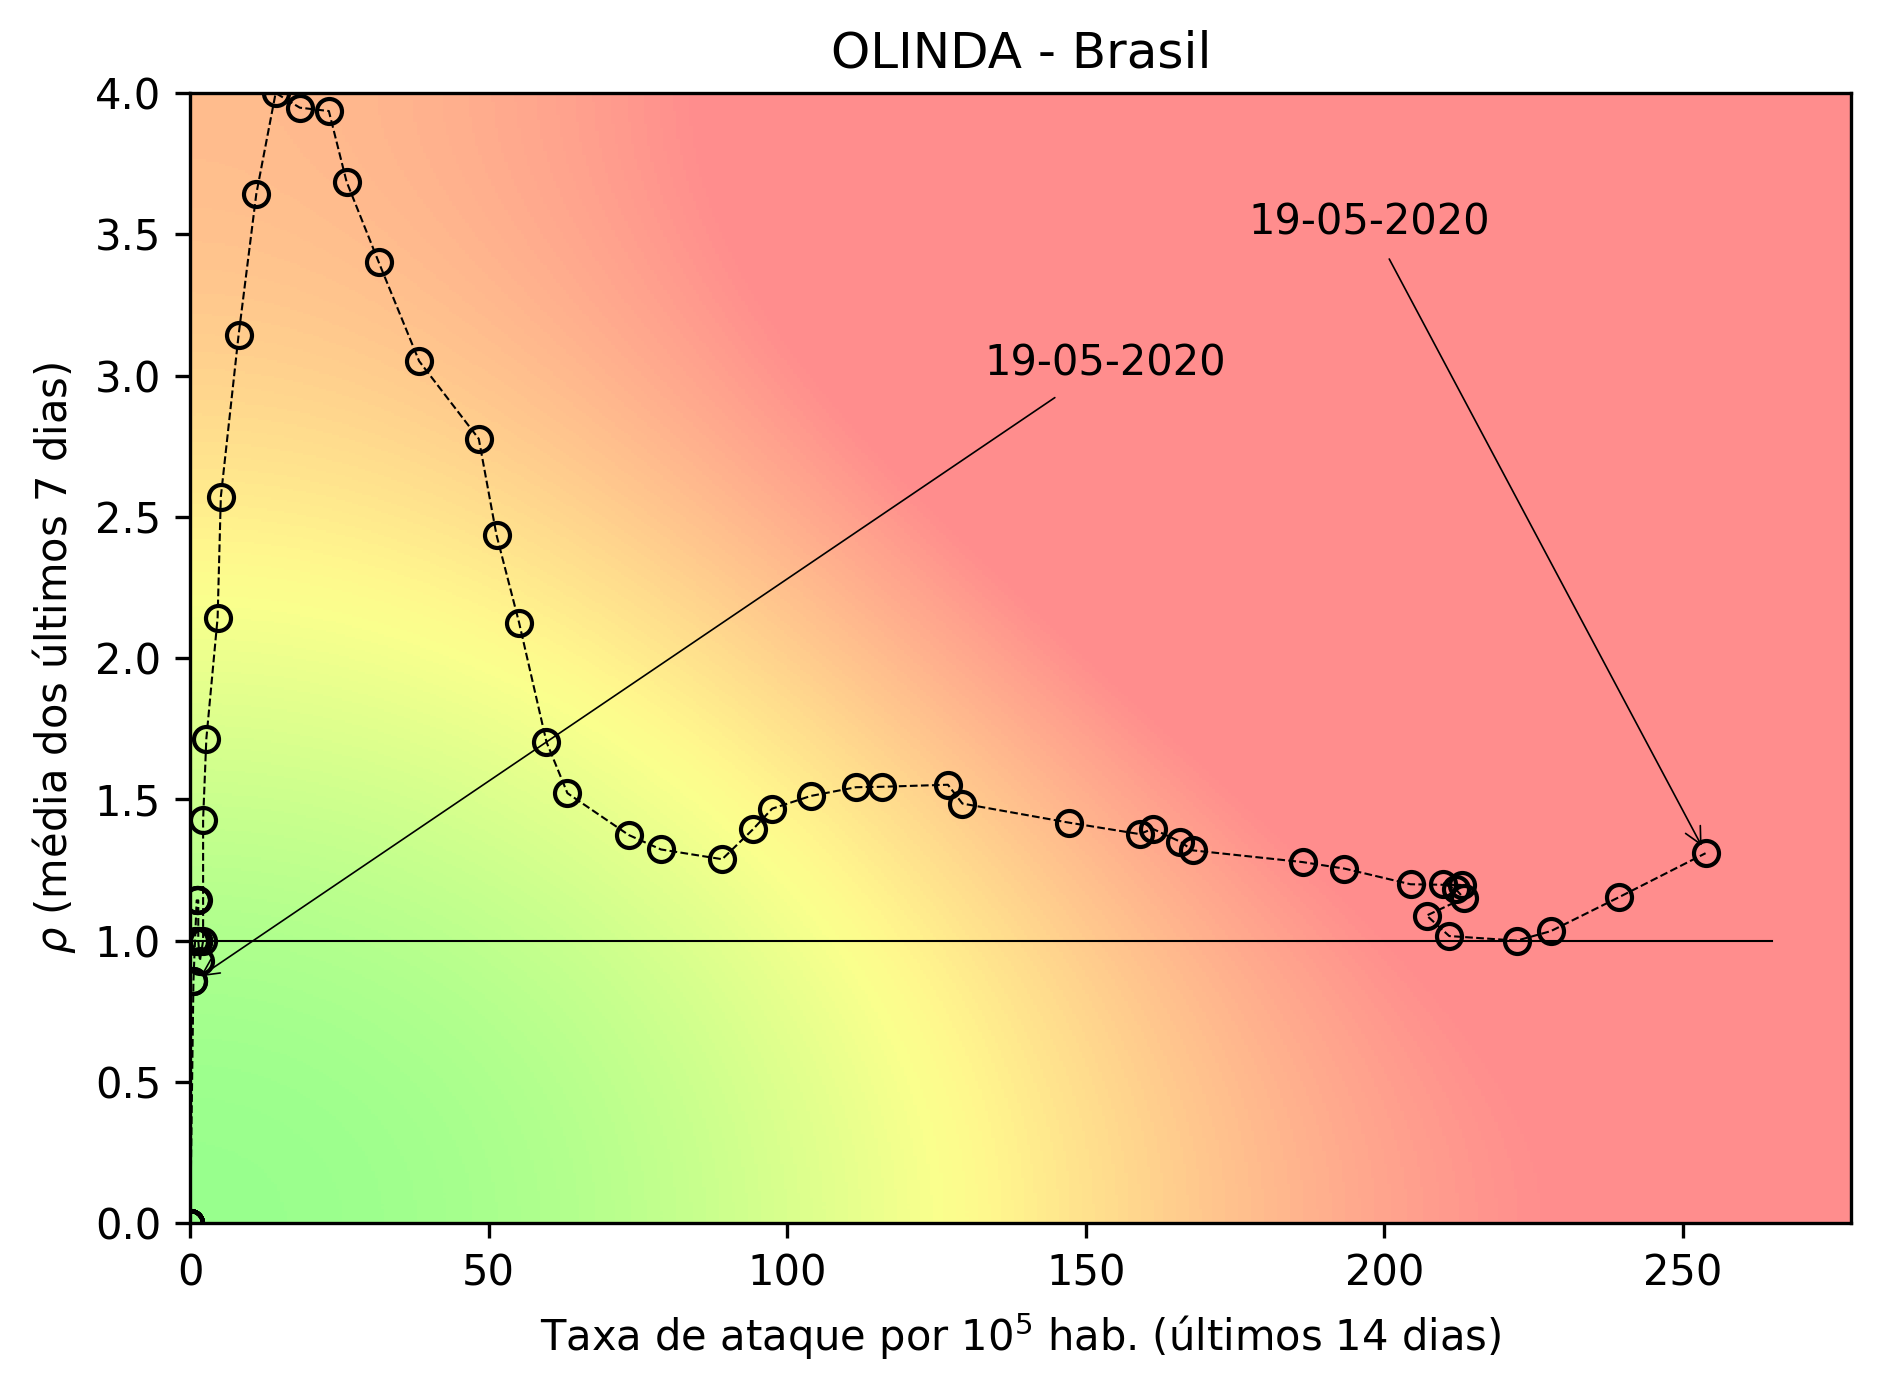 OLINDA - Brasil
4.0
3.5
3.0
2.5
2.0
1.5
1.0
0.5
0.0
ρ (média dos últimos 7 dias)
19-05-2020
19-05-2020
0 50 100 150 200 250
Taxa de ataque por 10⁵ hab. (últimos 14 dias)